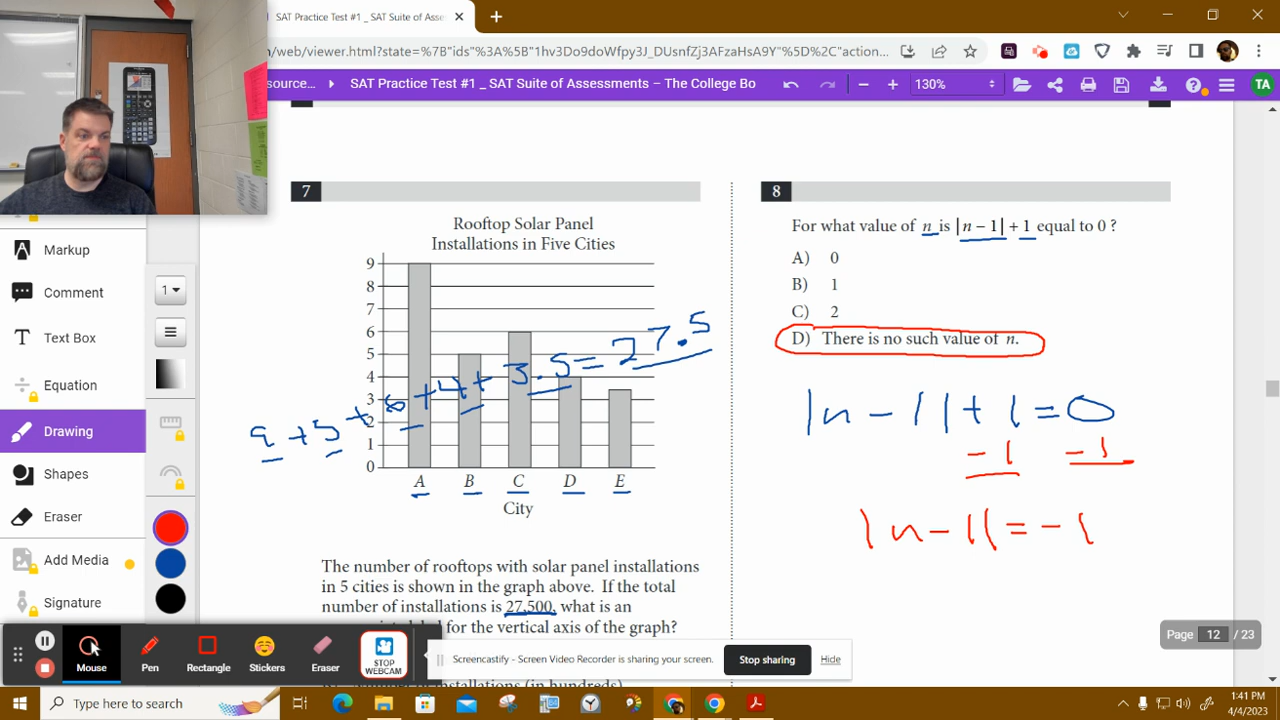 SAT Practice Test #1 _ SAT Suite of Asse
m/web/viewer.html?state=%7B"ids"%3A%5B"1hv3Do9doWfpy3J_DUsnfZj3AFzaHsA9Y"%5D%2C"action...
source...
SAT Practice Test #1 _ SAT Suite of Assessments – The College Bo
130%
TA
Markup
Comment
Text Box
Equation
Drawing
Shapes
Eraser
Add Media
Signature
1
7
Rooftop Solar Panel
Installations in Five Cities
9
8
7
6
5
4
3
2
1
0
A B C D E
City
9 + 5 + 6 + 4 + 3.5 = 27.5
The number of rooftops with solar panel installations
in 5 cities is shown in the graph above. If the total
number of installations is 27,500, what is an
for the vertical axis of the graph?
8
For what value of n is |n − 1| + 1 equal to 0 ?
A) 0
B) 1
C) 2
D) There is no such value of n.
|n - 1| + 1 = 0
- 1 - 1
|n - 1| = - 1
Page 12 / 23
Mouse
Pen
Rectangle
Stickers
Eraser
STOP
WEBCAM
Screencastify - Screen Video Recorder is sharing your screen.
Stop sharing
Hide
Type here to search
1:41 PM
4/4/2023